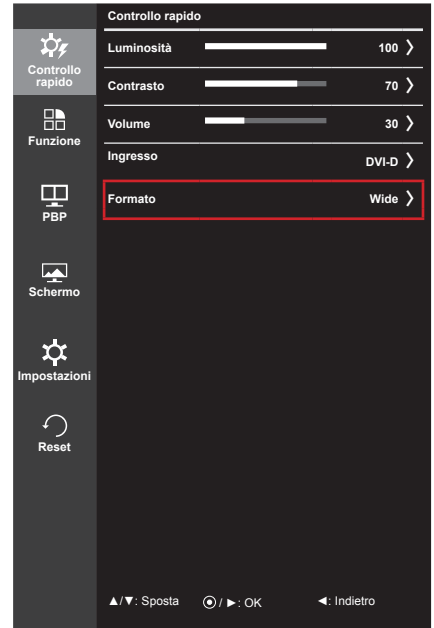 Controllo rapido
Luminosità 100
Contrasto 70
Volume 30
Ingresso DVI-D
Formato Wide
Controllo
rapido
Funzione
PBP
Schermo
Impostazioni
Reset
▲/▼: Sposta ◉/ ►: OK ◄: Indietro